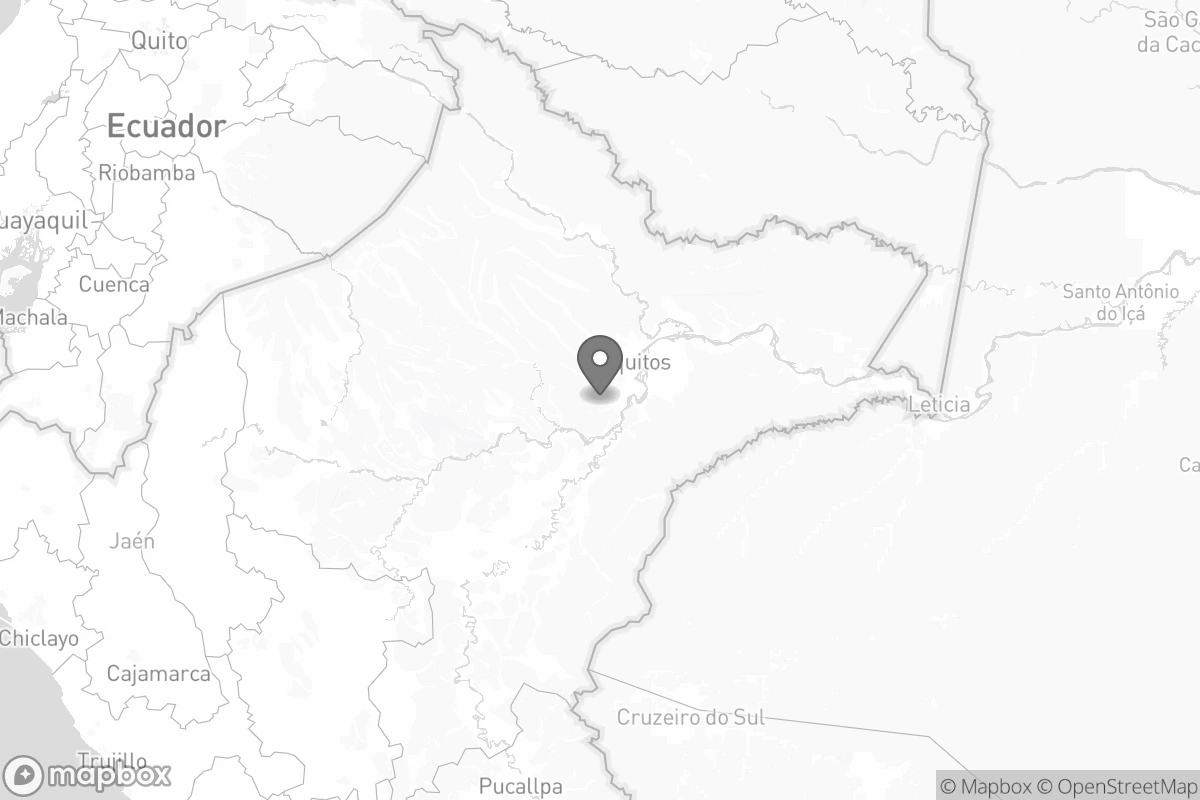 Quito
São G
da Cac
Ecuador
Riobamba
uayaquil
Cuenca
Santo Antônio
do Içá
Machala
quitos
Leticia
Ca
Jaén
Chiclayo
Cajamarca
Cruzeiro do Sul
Trujillo
Pucallpa
mapbox
© Mapbox © OpenStreetMap